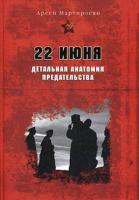 Арсен Мартиросян
22 ИЮНЯ
ДЕТАЛЬНАЯ АНАТОМИЯ
ПРЕДАТЕЛЬСТВА